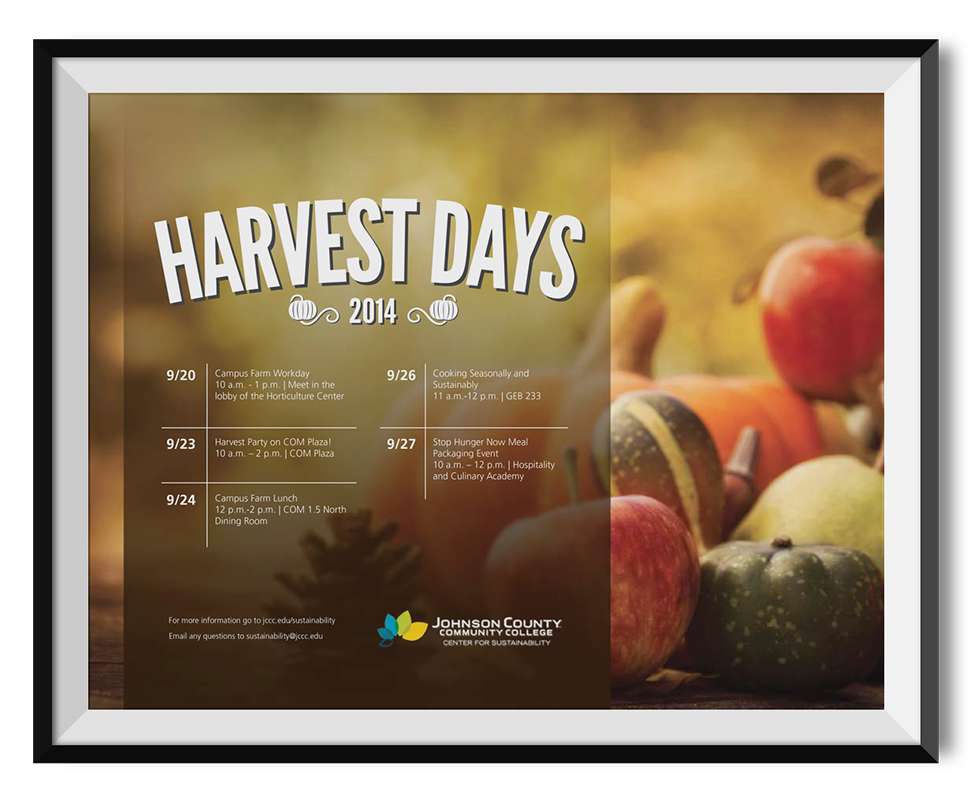 HARVEST DAYS
2014
9/20
Campus Farm Workday
10 a.m. - 1 p.m. | Meet in the
lobby of the Horticulture Center
9/23
Harvest Party on COM Plaza!
10 a.m. – 2 p.m. | COM Plaza
9/24
Campus Farm Lunch
12 p.m.-2 p.m. | COM 1.5 North
Dining Room
9/26
Cooking Seasonally and
Sustainably
11 a.m.-12 p.m. | GEB 233
9/27
Stop Hunger Now Meal
Packaging Event
10 a.m. – 12 p.m. | Hospitality
and Culinary Academy
For more information go to jccc.edu/sustainability
Email any questions to sustainability@jccc.edu
JOHNSON COUNTY
COMMUNITY COLLEGE
CENTER FOR SUSTAINABILITY